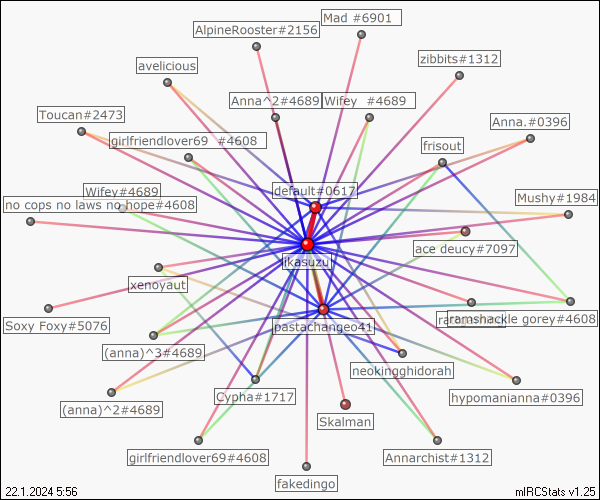 Mad #6901
AlpineRooster#2156
zibbits#1312
avelicious
Anna^2#4689
Wifey #4689
Toucan#2473
Anna.#0396
girlfriendlover69 #4608
frisout
Wifey#4689
default#0617
Mushy#1984
no cops no laws no hope#4608
ace deucy#7097
ikasuzu
xenoyaut
ramshackle gorey#4608
Soxy Foxy#5076
pastachangeo41
(anna)^3#4689
neokingghidorah
Cypha#1717
hypomanianna#0396
(anna)^2#4689
Skalman
girlfriendlover69#4608
Annarchist#1312
fakedingo
22.1.2024 5:56
mIRCStats v1.25